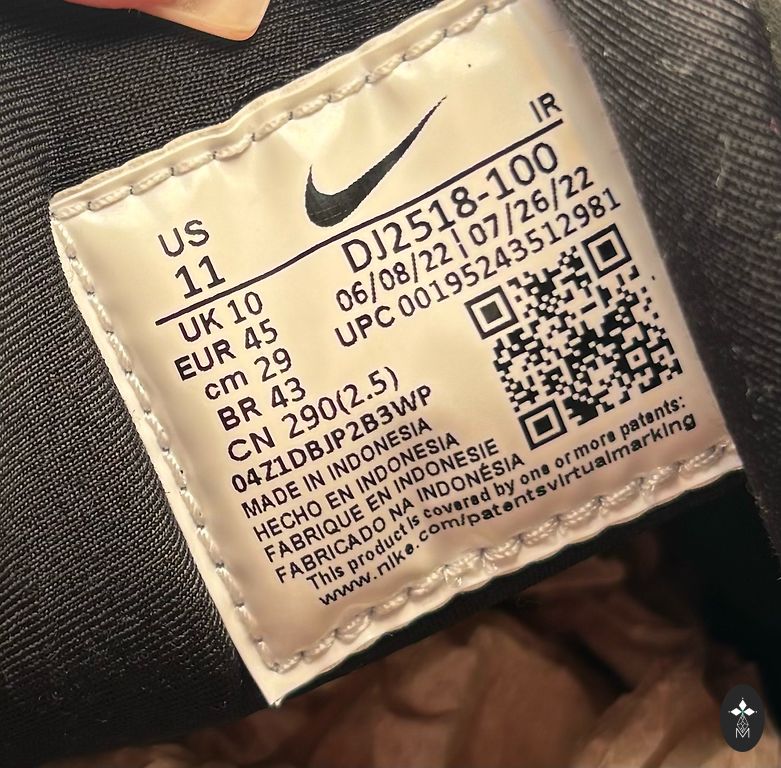 IR
US
11
DJ2518-100
06/08/22 | 07/26/22
UPC 00195243512981
UK 10
EUR 45
cm 29
BR 43
CN 290(2.5)
04Z1DBJP2B3WP
MADE IN INDONESIA
HECHO EN INDONESIA
FABRIQUE EN INDONESIE
FABRICADO NA INDONÉSIA
This product is covered by one or more patents:
www.nike.com/patentsvirtualmarking
M